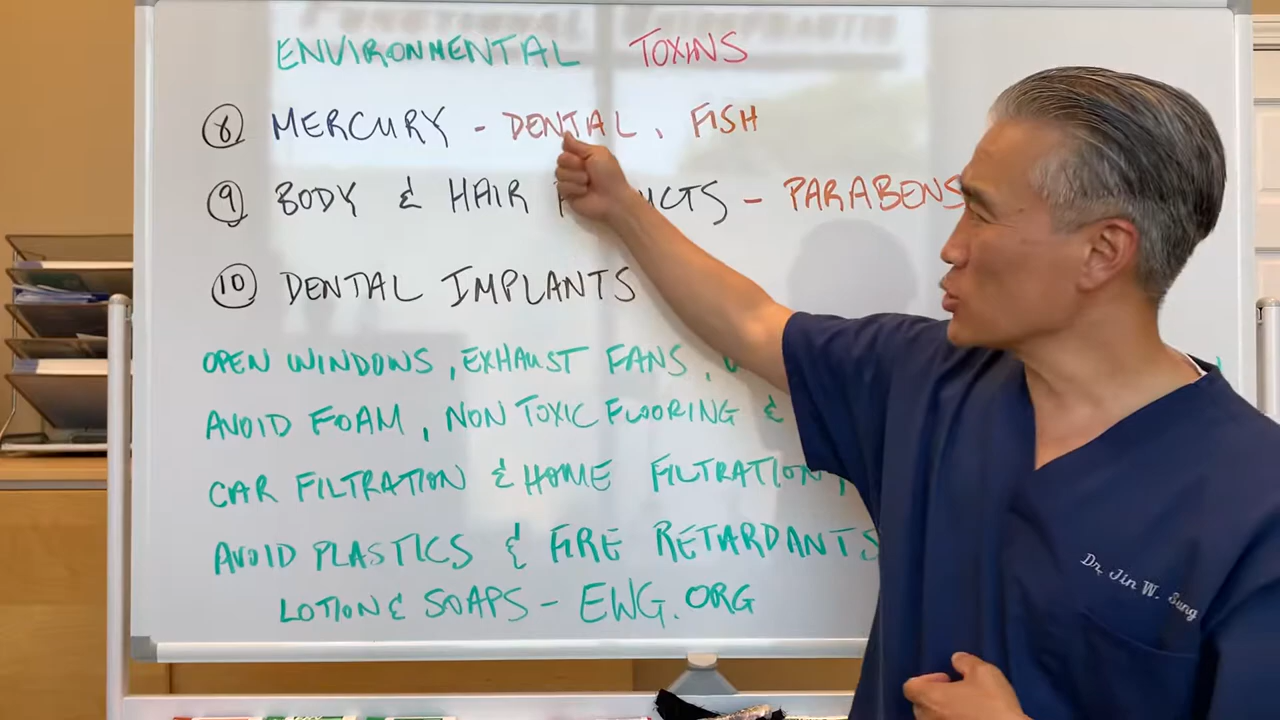 ENVIRONMENTAL TOXINS
8 MERCURY - DENTAL, FISH
9 BODY & HAIR PRODUCTS - PARABENS
10 DENTAL IMPLANTS
OPEN WINDOWS, EXHAUST FANS,
AVOID FOAM, NON TOXIC FLOORING &
CAR FILTRATION & HOME FILTRATION,
AVOID PLASTICS & FIRE RETARDANTS
LOTION & SOAPS - EWG.ORG
Dr. Jin W. Sung